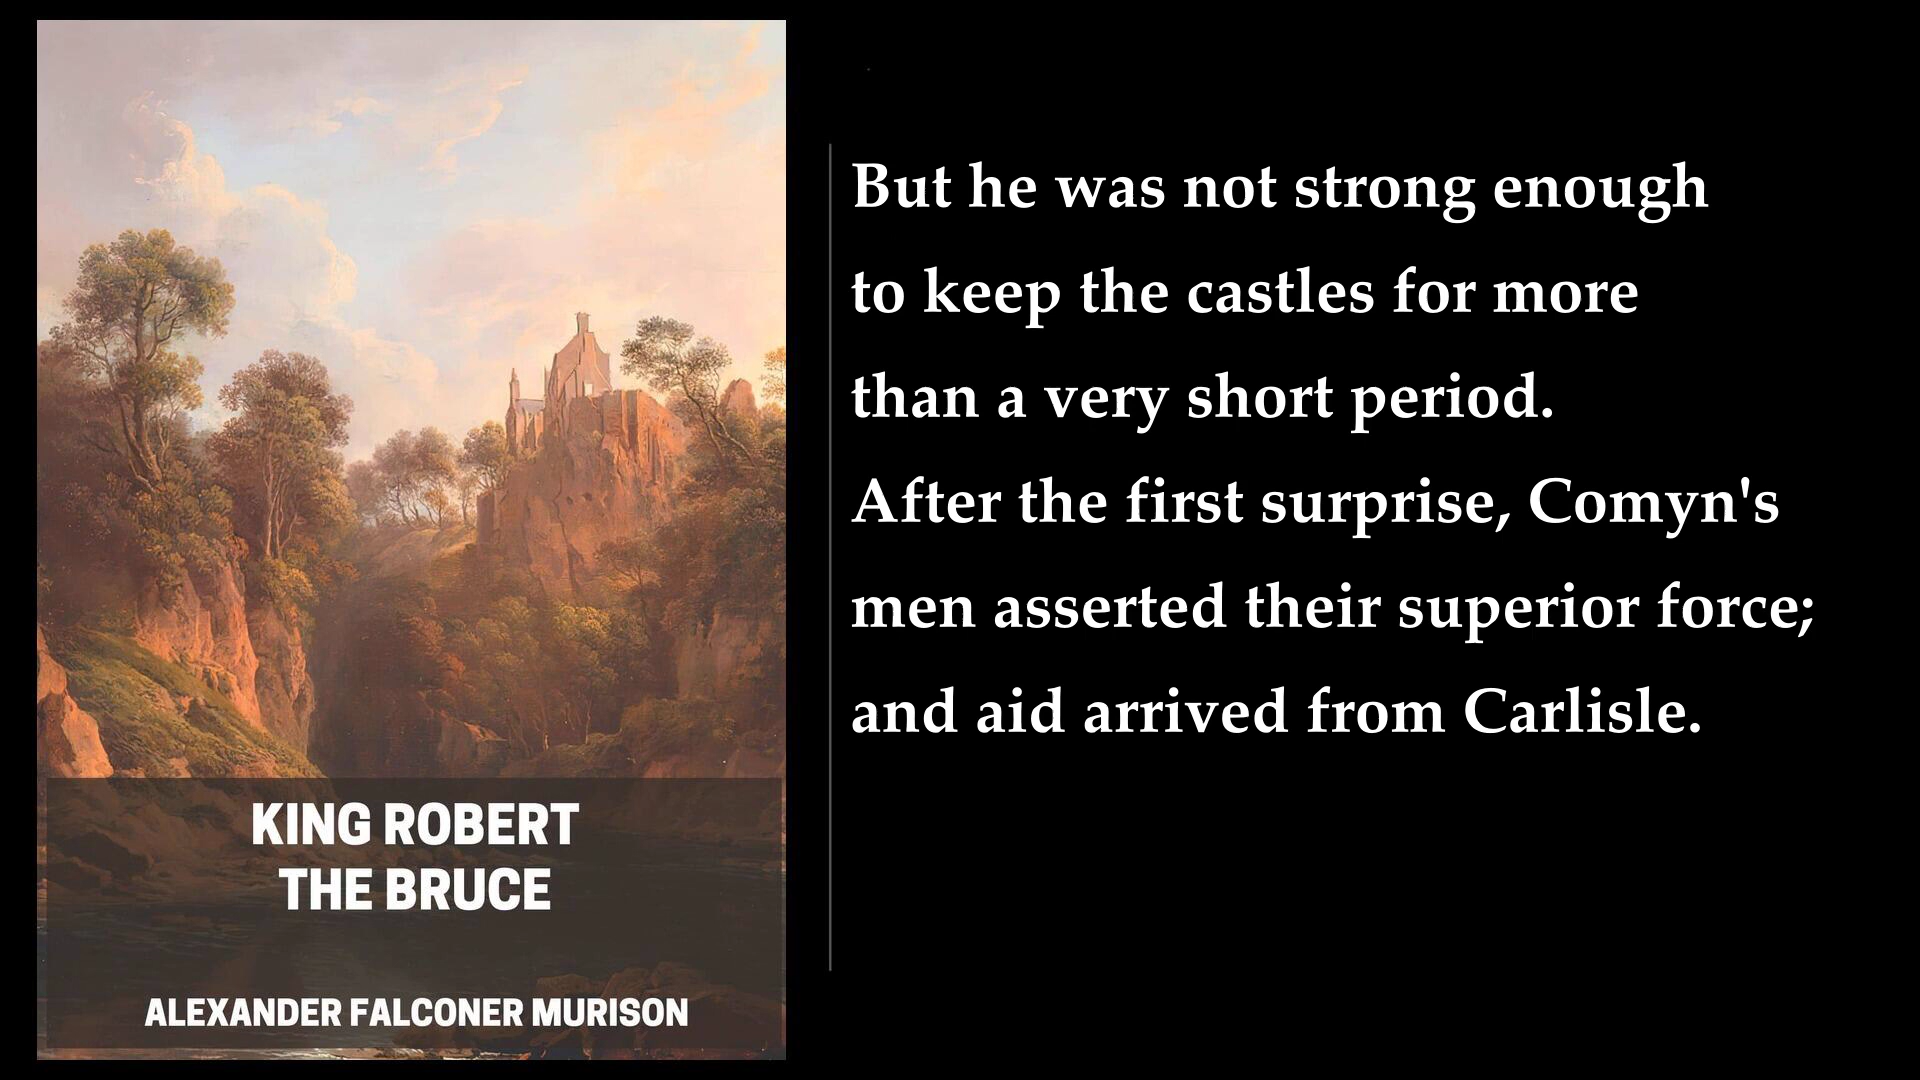 KING ROBERT
THE BRUCE
ALEXANDER FALCONER MURISON
But he was not strong enough
to keep the castles for more
than a very short period.
After the first surprise, Comyn's
men asserted their superior force;
and aid arrived from Carlisle.